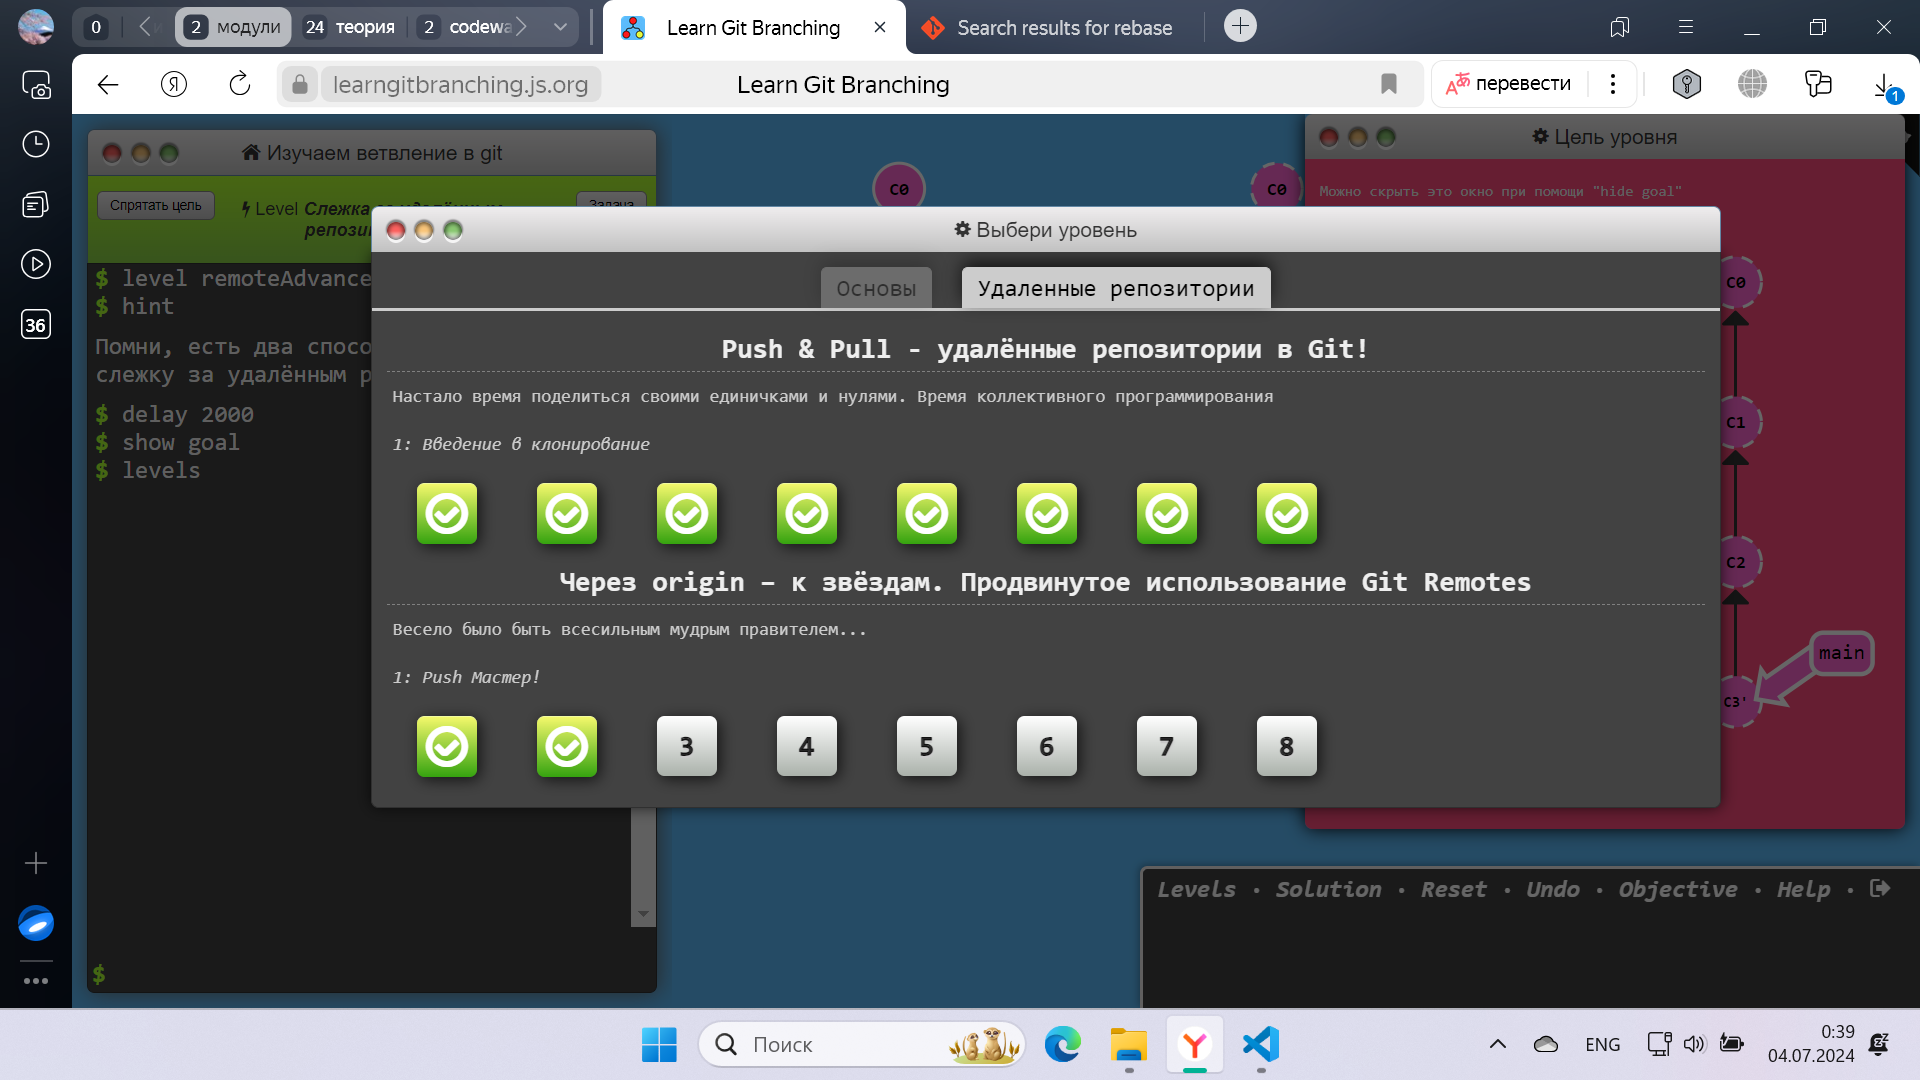 0
2 модули
24 теория
2 codewa
Learn Git Branching
Search results for rebase
Я
learngitbranching.js.org
Learn Git Branching
перевести
1
36
Изучаем ветвление в git
Спрятать цель
Level Слежка
репози
Задача
$ level remoteAdvance
$ hint
Помни, есть два спосо
слежку за удалённым р
$ delay 2000
$ show goal
$ levels
$
C0
C0
Цель уровня
Можно скрыть это окно при помощи "hide goal"
C0
C1
C2
C3'
main
Выбери уровень
Основы
Удаленные репозитории
Push & Pull - удалённые репозитории в Git!
Настало время поделиться своими единичками и нулями. Время коллективного программирования
1: Введение в клонирование
Через origin – к звёздам. Продвинутое использование Git Remotes
Весело было быть всесильным мудрым правителем...
1: Push Мастер!
3 4 5 6 7 8
Levels · Solution · Reset · Undo · Objective · Help ·
Поиск
ENG
0:39
04.07.2024